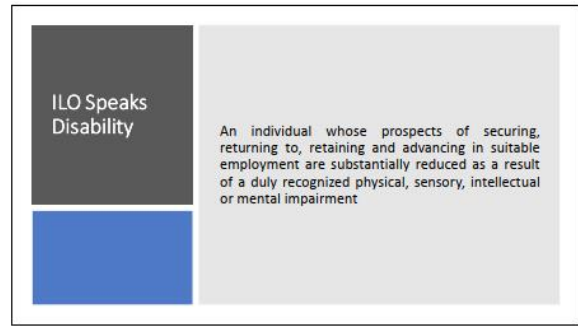 ILO Speaks
Disability
An individual whose prospects of securing,
returning to, retaining and advancing in suitable
employment are substantially reduced as a result
of a duly recognized physical, sensory, intellectual
or mental impairment